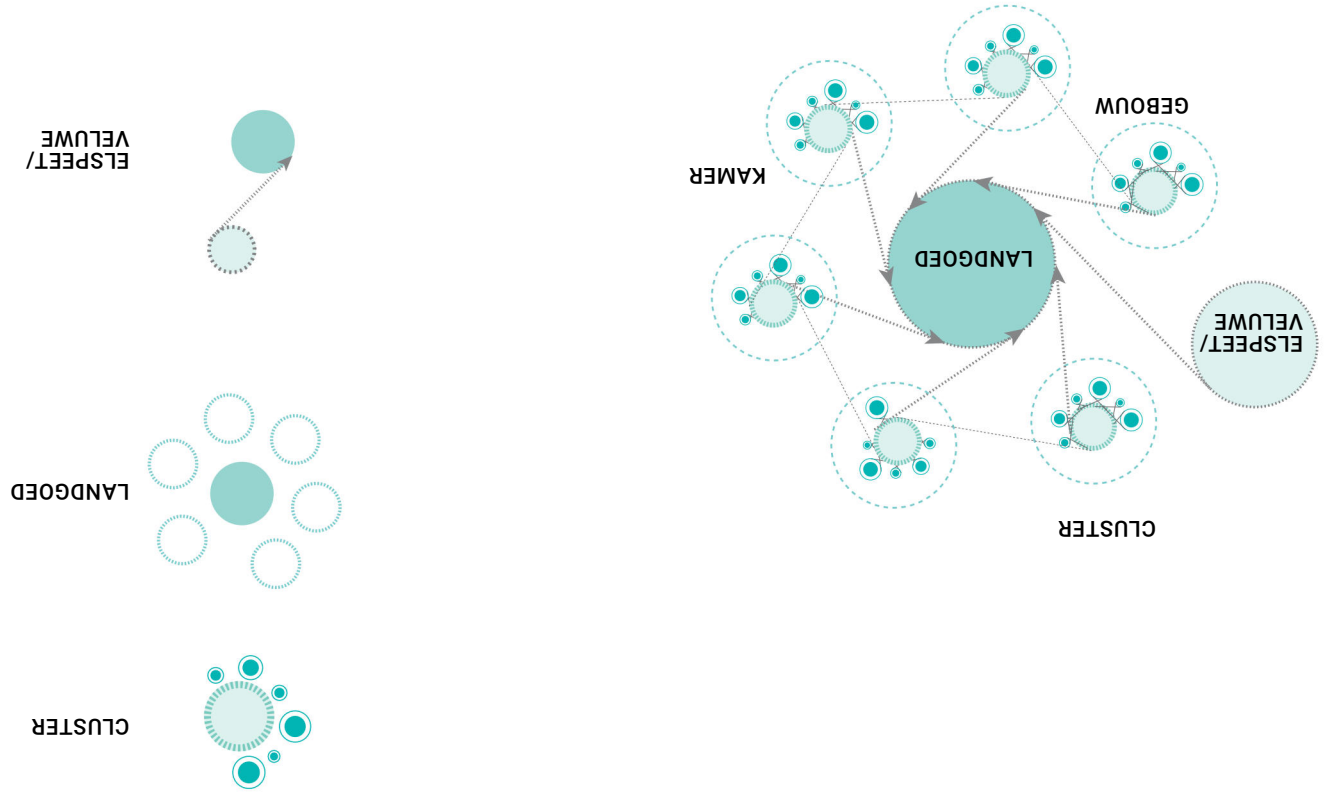 CLUSTER
ELSPEET/
VELUWE
LANDGOED
KAMER
GEBOUW
CLUSTER
LANDGOED
ELSPEET/
VELUWE